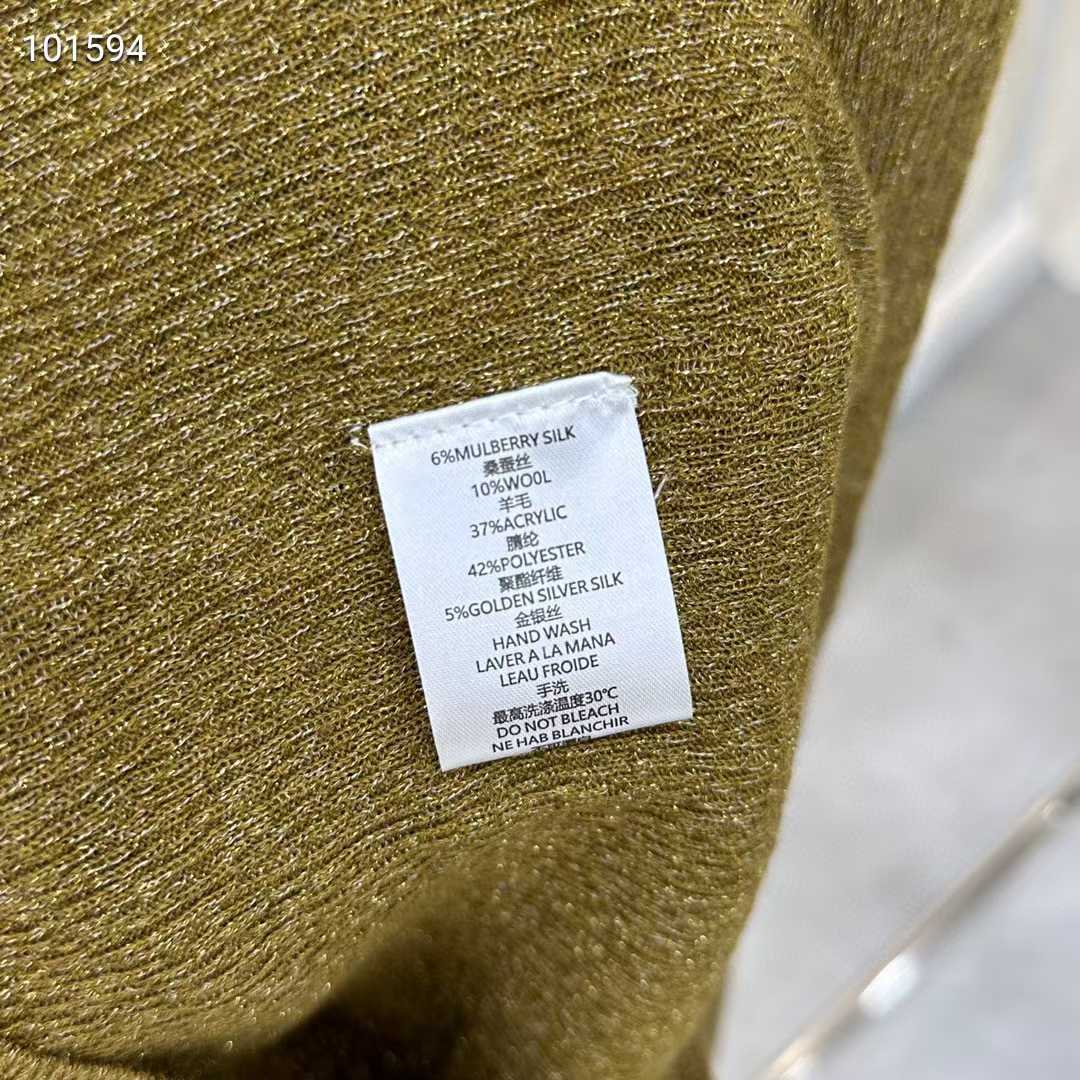 101594
6%MULBERRY SILK
桑蚕丝
10%WOOL
羊毛
37%ACRYLIC
腈纶
42%POLYESTER
聚酯纤维
5%GOLDEN SILVER SILK
金银丝
HAND WASH
LAVER A LA MANA
LEAU FROIDE
手洗
最高洗涤温度30℃
DO NOT BLEACH
NE HAB BLANCHIR